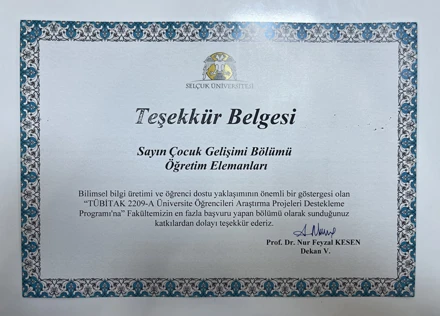 SELÇUK ÜNİVERSİTESİ
Teşekkür Belgesi
Sayın Çocuk Gelişimi Bölümü
Öğretim Elemanları
Bilimsel bilgi üretimi ve öğrenci dostu yaklaşımının önemli bir göstergesi olan
“TÜBİTAK 2209-A Üniversite Öğrencileri Araştırma Projeleri Destekleme
Programı'na” Fakültemizin en fazla başvuru yapan bölümü olarak sunduğunuz
katkılardan dolayı teşekkür ederiz.
Prof. Dr. Nur Feyzal KESEN
Dekan V.